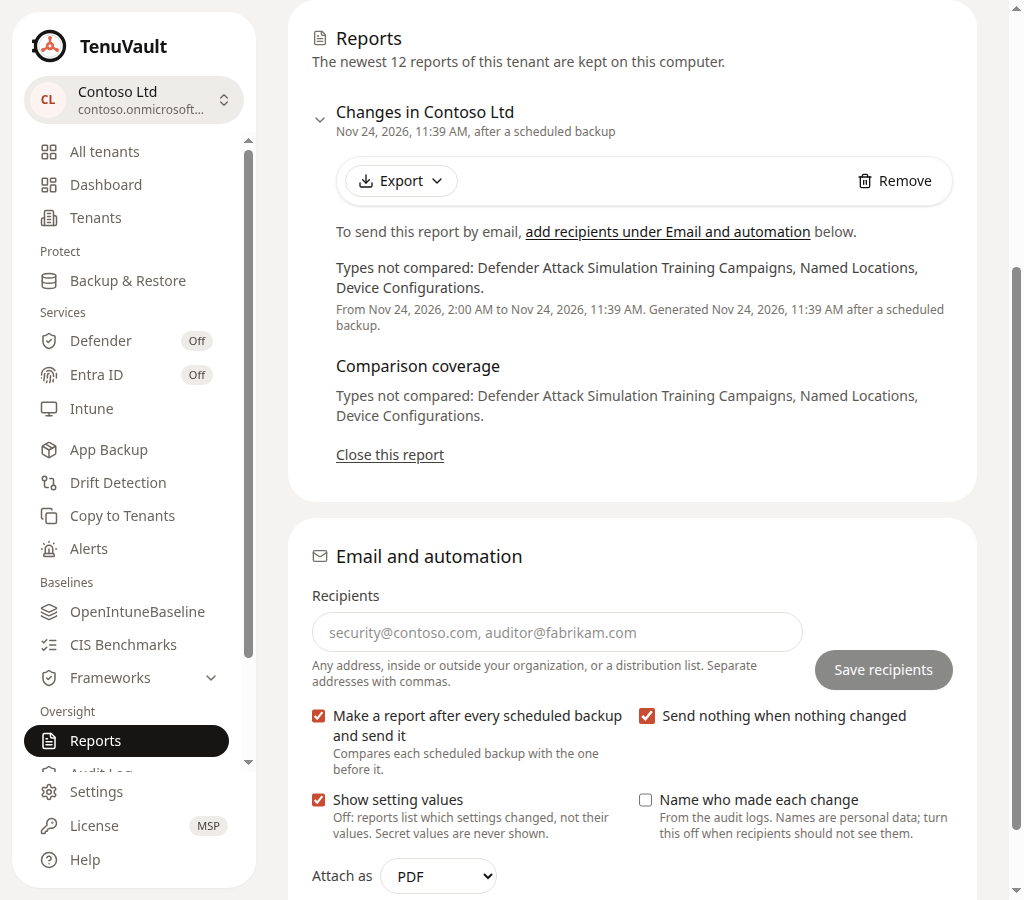 TenuVault
CL
Contoso Ltd
contoso.onmicrosoft...
All tenants
Dashboard
Tenants
Protect
Backup & Restore
Services
Defender
Off
Entra ID
Off
Intune
App Backup
Drift Detection
Copy to Tenants
Alerts
Baselines
OpenIntuneBaseline
CIS Benchmarks
Frameworks
Oversight
Reports
Audit Log
Settings
License
MSP
Help
Reports
The newest 12 reports of this tenant are kept on this computer.
Changes in Contoso Ltd
Nov 24, 2026, 11:39 AM, after a scheduled backup
Export
Remove
To send this report by email, add recipients under Email and automation below.
Types not compared: Defender Attack Simulation Training Campaigns, Named Locations,
Device Configurations.
From Nov 24, 2026, 2:00 AM to Nov 24, 2026, 11:39 AM. Generated Nov 24, 2026, 11:39 AM after a scheduled
backup.
Comparison coverage
Types not compared: Defender Attack Simulation Training Campaigns, Named Locations,
Device Configurations.
Close this report
Email and automation
Recipients
security@contoso.com, auditor@fabrikam.com
Any address, inside or outside your organization, or a distribution list. Separate
addresses with commas.
Save recipients
Make a report after every scheduled backup
and send it
Compares each scheduled backup with the one
before it.
Send nothing when nothing changed
Show setting values
Off: reports list which settings changed, not their
values. Secret values are never shown.
Name who made each change
From the audit logs. Names are personal data; turn
this off when recipients should not see them.
Attach as
PDF